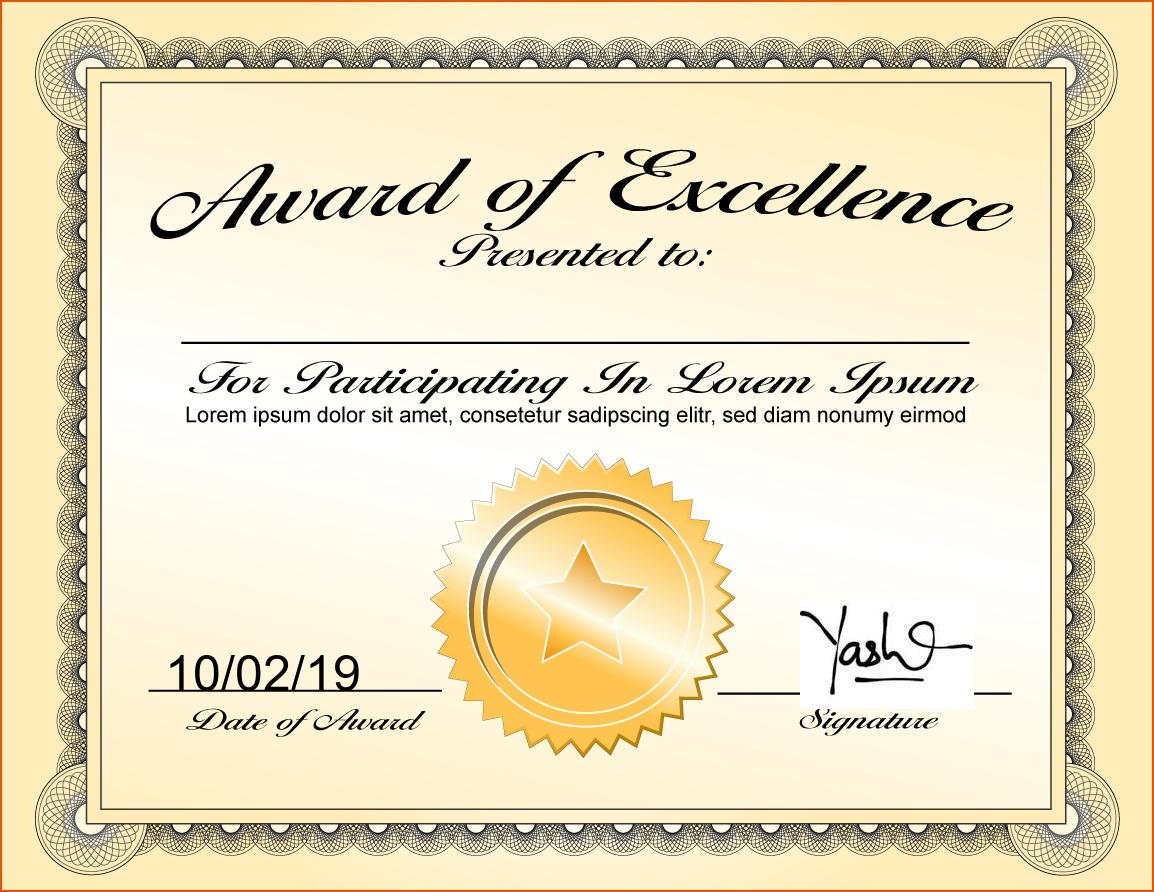 Award of Excellence
Presented to:
For Participating In Lorem Ipsum
Lorem ipsum dolor sit amet, consetetur sadipscing elitr, sed diam nonumy eirmod
10/02/19
Yash
Date of Award
Signature